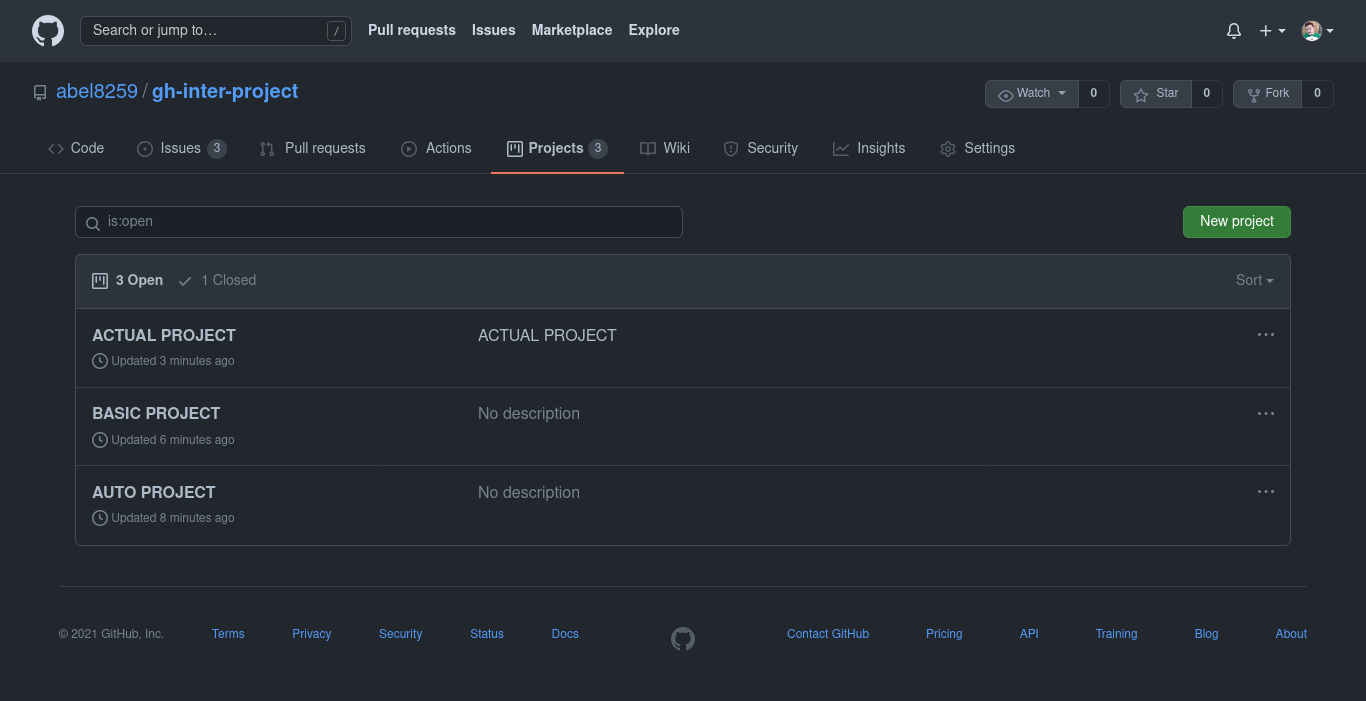 Search or jump to… /
Pull requests Issues Marketplace Explore
abel8259 / gh-inter-project
Watch 0 Star 0 Fork 0
Code Issues 3 Pull requests Actions Projects 3 Wiki Security Insights Settings
is:open
New project
3 Open 1 Closed Sort
ACTUAL PROJECT ACTUAL PROJECT
Updated 3 minutes ago
BASIC PROJECT No description
Updated 6 minutes ago
AUTO PROJECT No description
Updated 8 minutes ago
© 2021 GitHub, Inc. Terms Privacy Security Status Docs Contact GitHub Pricing API Training Blog About